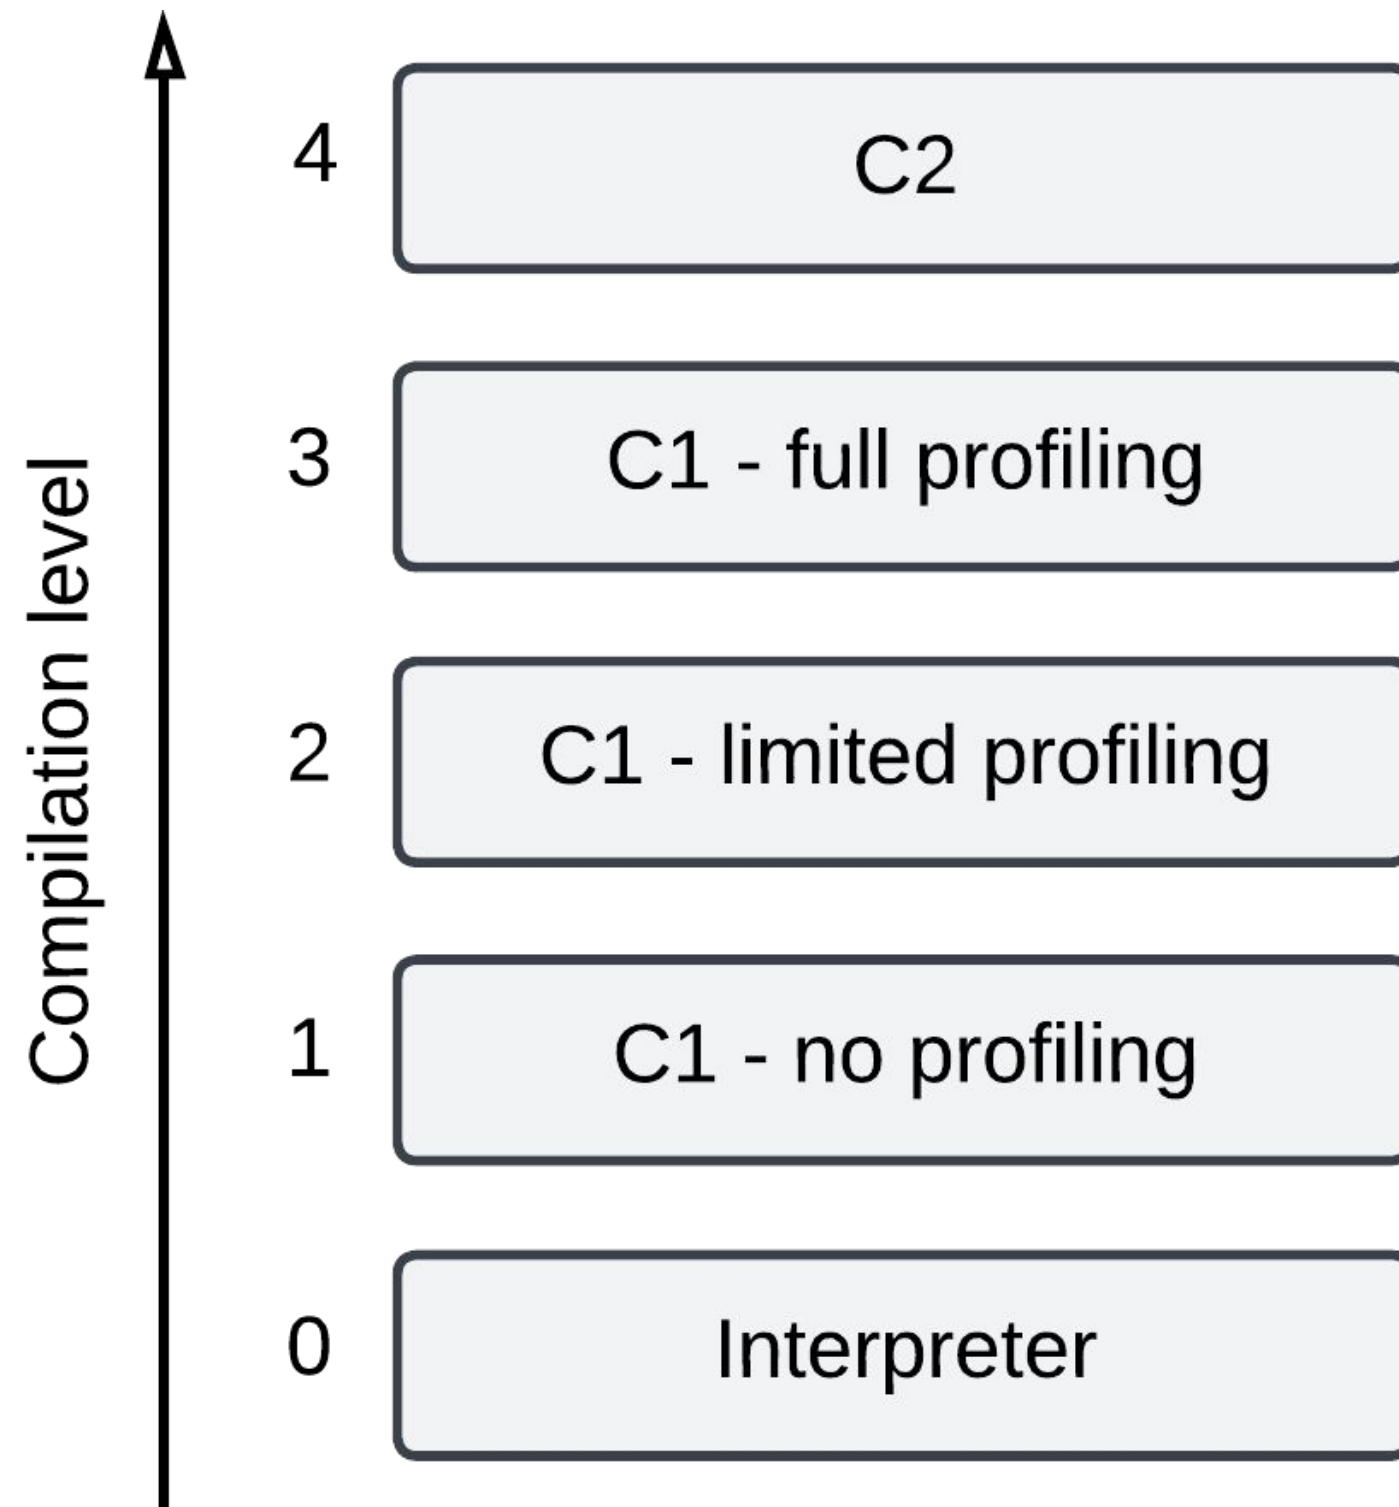 Compilation level
4
C2
3
C1 - full profiling
2
C1 - limited profiling
1
C1 - no profiling
0
Interpreter